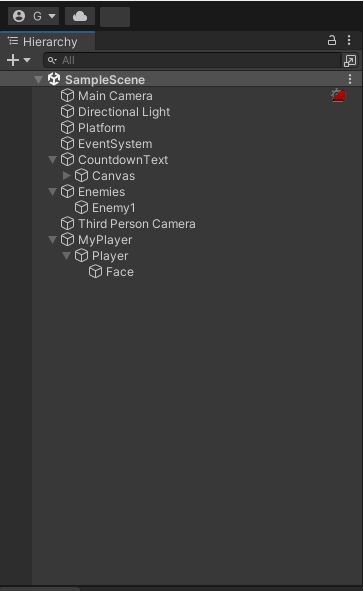 G
Hierarchy
All
SampleScene
Main Camera
Directional Light
Platform
EventSystem
CountdownText
Canvas
Enemies
Enemy1
Third Person Camera
MyPlayer
Player
Face